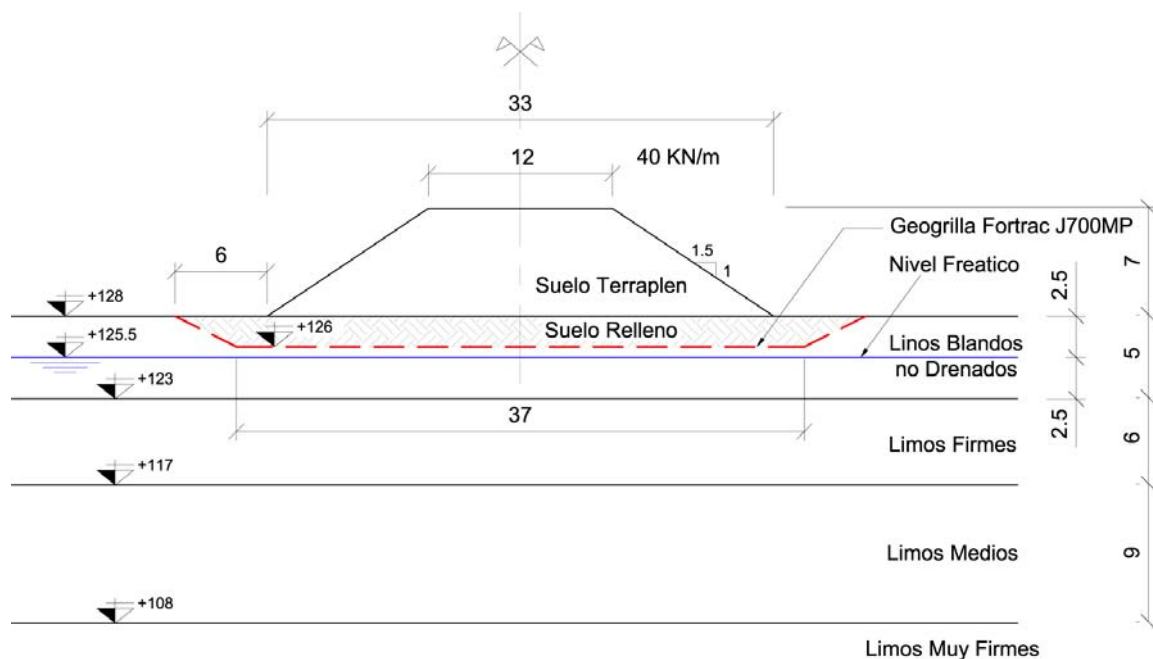 33
12
40 KN/m
Geogrilla Fortrac J700MP
6
1.5
1
Nivel Freatico
7
2.5
+128
Suelo Terraplen
Suelo Relleno
+126
Linos Blandos
no Drenados
5
+125.5
+123
37
2.5
Limos Firmes
6
+117
Limos Medios
9
+108
Limos Muy Firmes